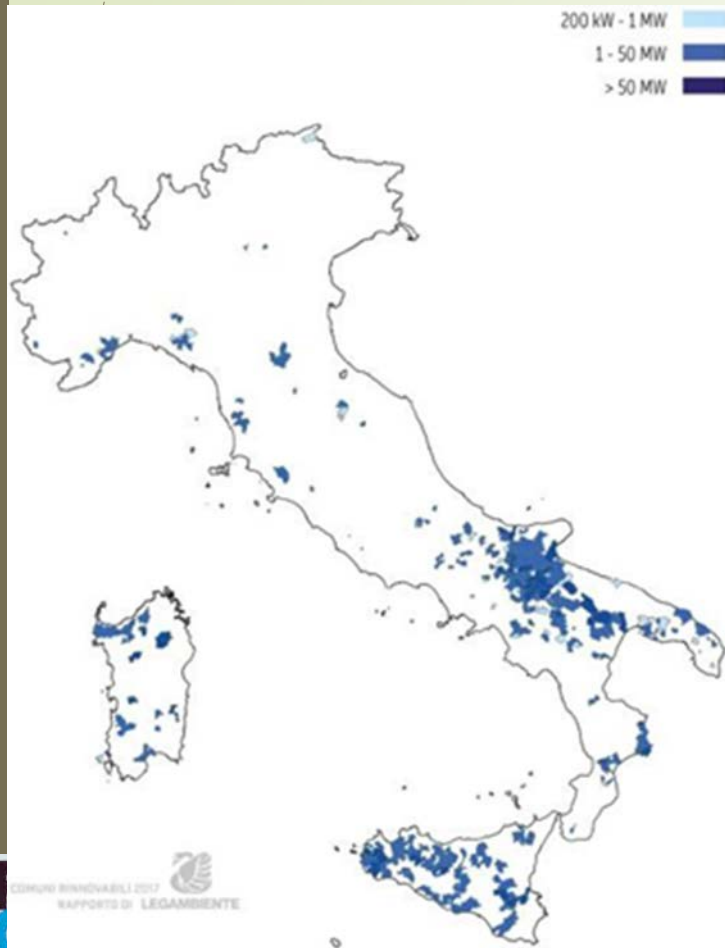 200 kW - 1 MW
1 - 50 MW
> 50 MW
COMUNI RINNOVABILI 2017
RAPPORTO DI LEGAMBIENTE